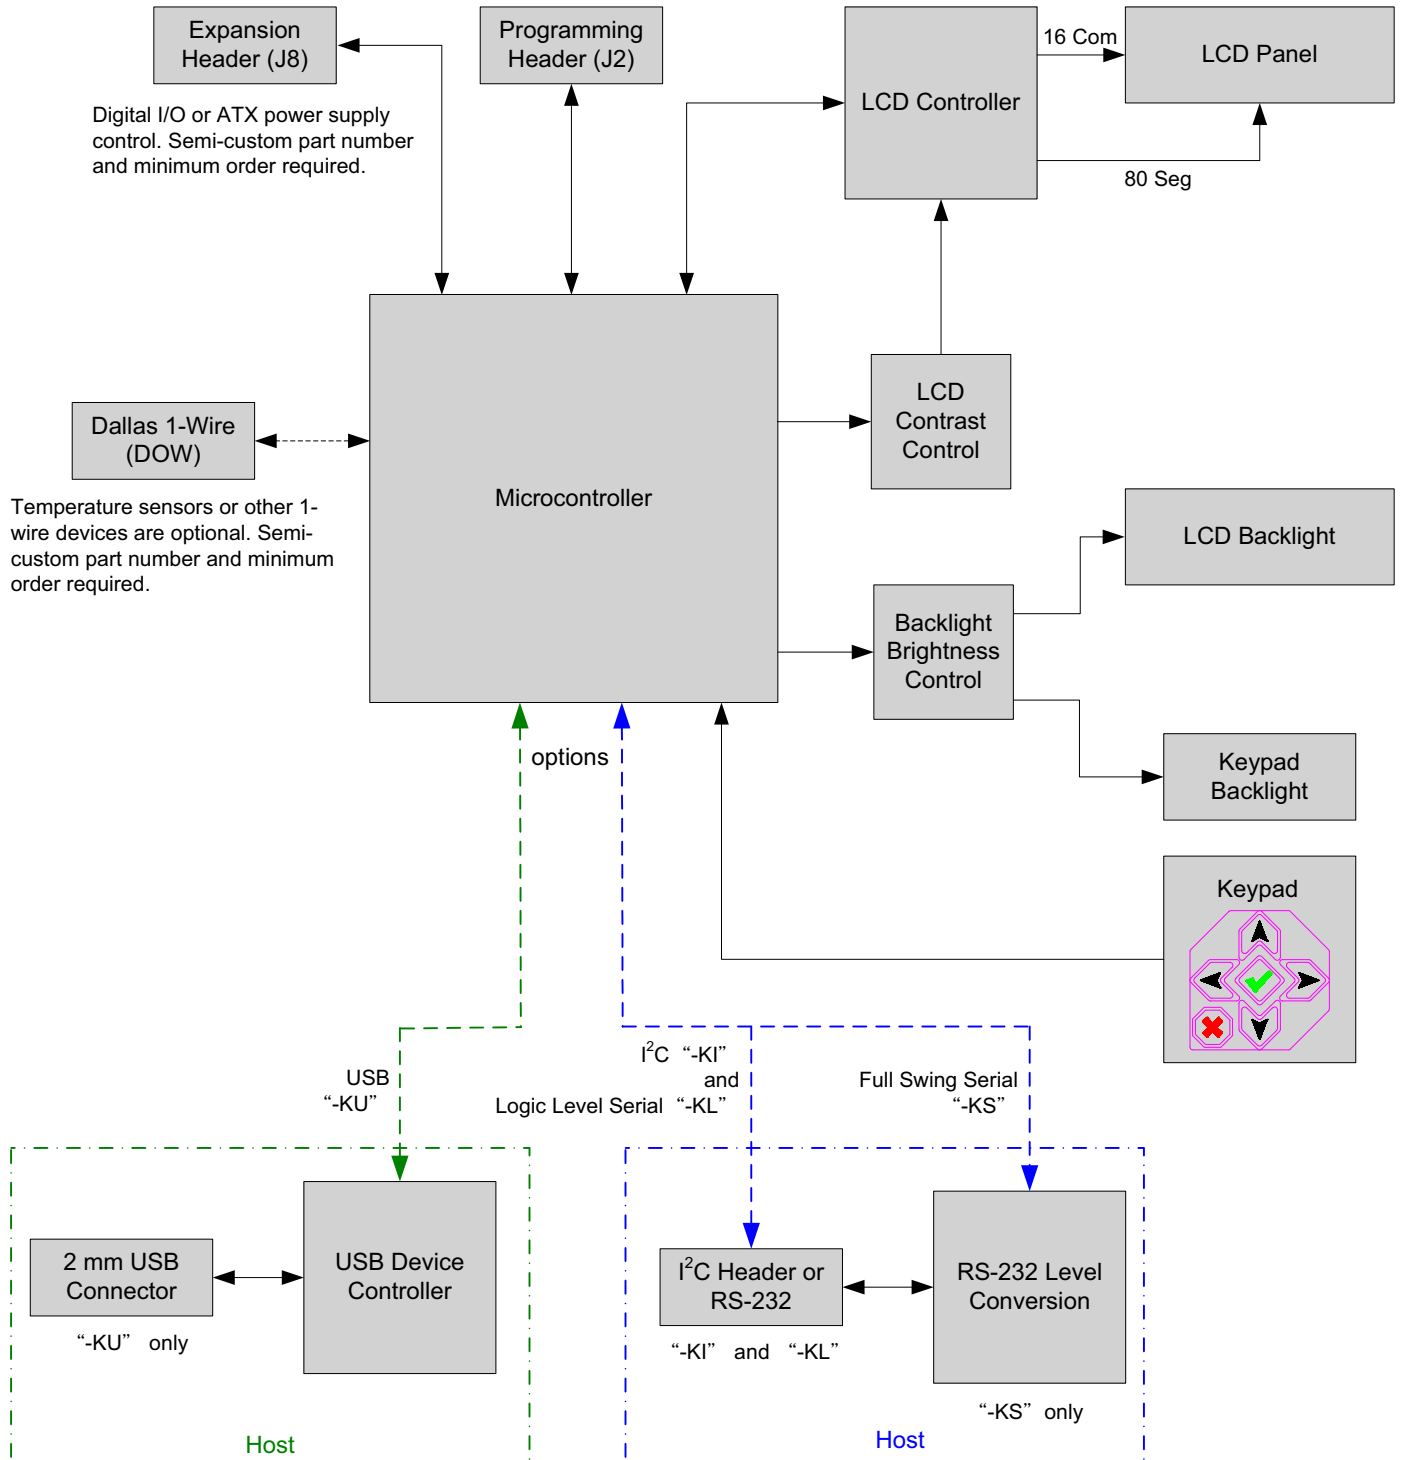 Expansion
Header (J8)
Programming
Header (J2)
LCD Controller
16 Com
LCD Panel
80 Seg
Digital I/O or ATX power supply
control. Semi-custom part number
and minimum order required.
LCD
Contrast
Control
Dallas 1-Wire
(DOW)
Microcontroller
Temperature sensors or other 1-
wire devices are optional. Semi-
custom part number and minimum
order required.
LCD Backlight
Backlight
Brightness
Control
options
Keypad
Backlight
Keypad
USB
“-KU”
I²C “-KI”
and
Logic Level Serial “-KL”
Full Swing Serial
“-KS”
2 mm USB
Connector
USB Device
Controller
“-KU” only
Host
I²C Header or
RS-232
RS-232 Level
Conversion
“-KI” and “-KL”
“-KS” only
Host